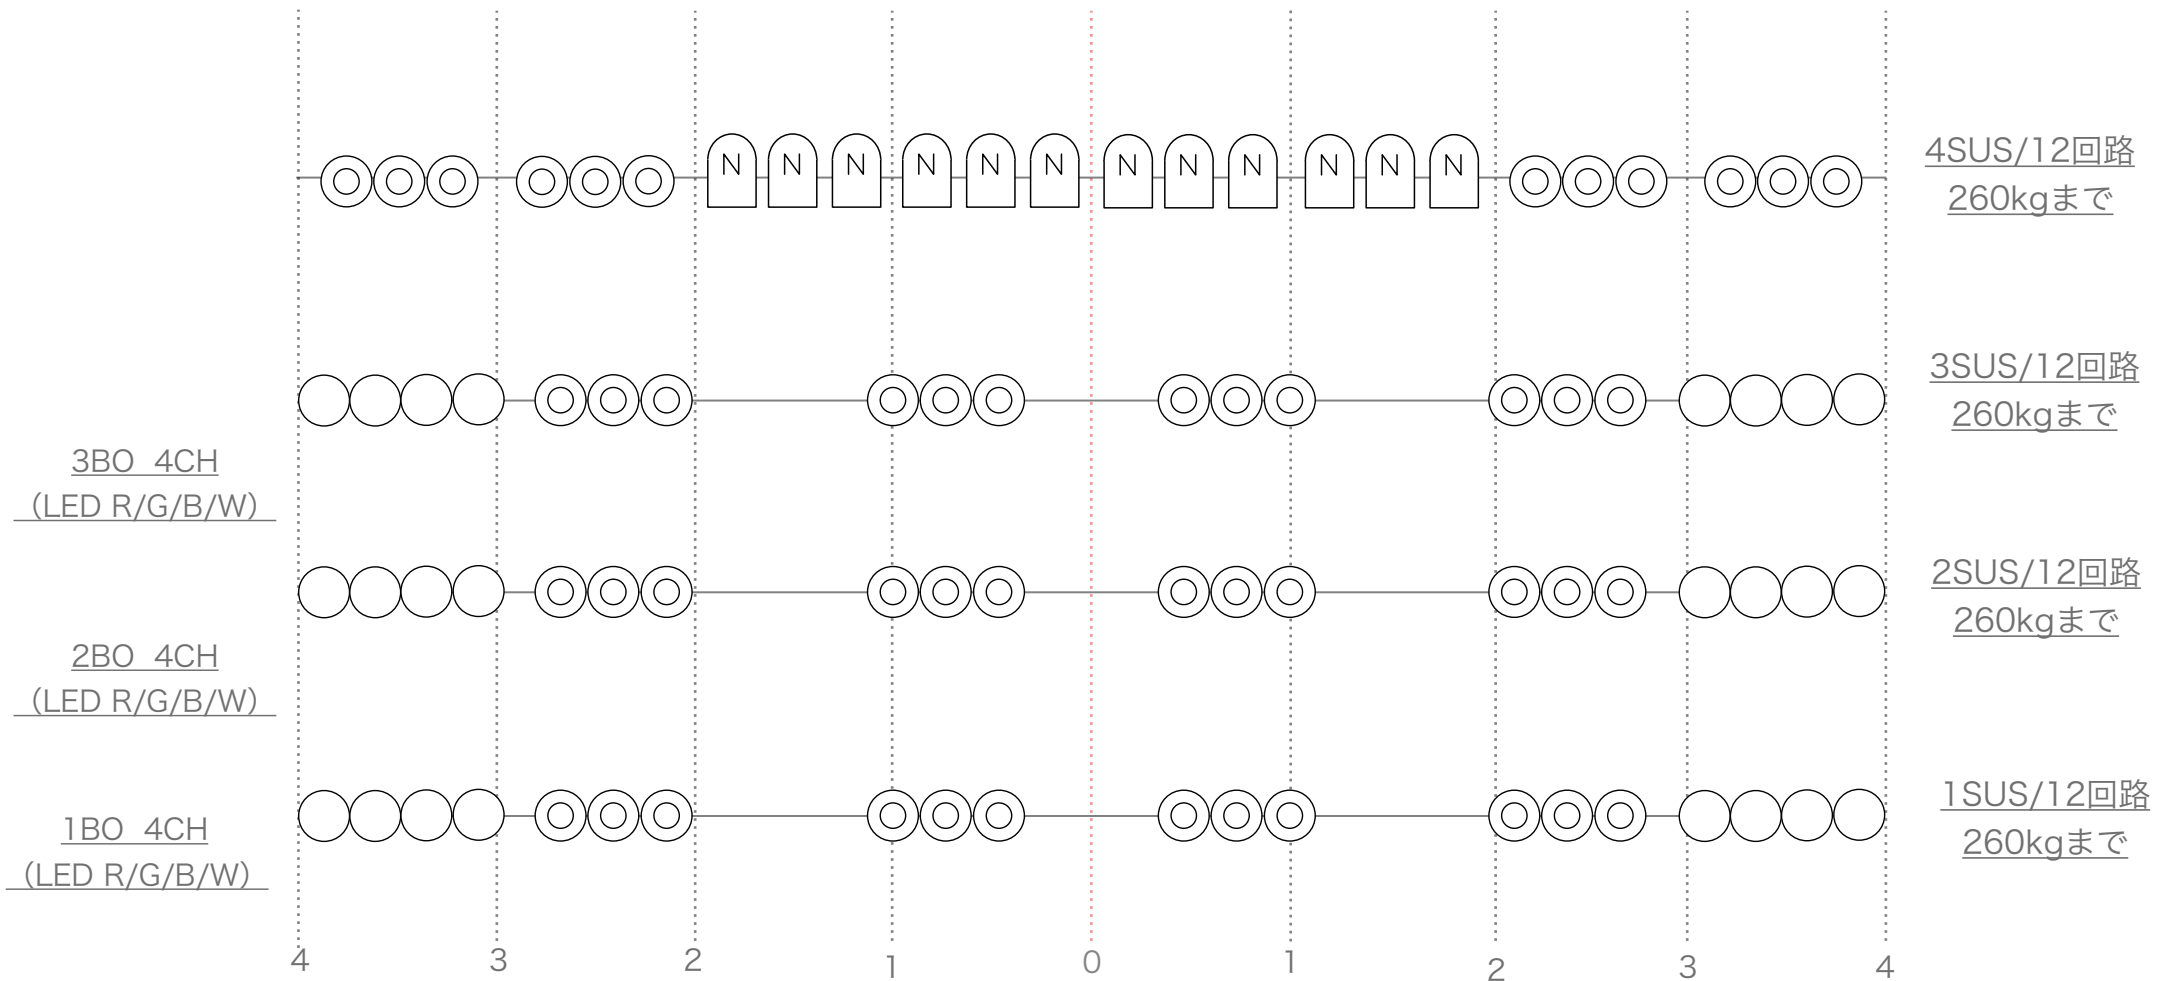 N N N N N N N N N N N N
4SUS/12回路
260kgまで
3SUS/12回路
260kgまで
3BO 4CH
（LED R/G/B/W）
2SUS/12回路
260kgまで
2BO 4CH
（LED R/G/B/W）
1SUS/12回路
260kgまで
1BO 4CH
（LED R/G/B/W）
4 3 2 1 0 1 2 3 4